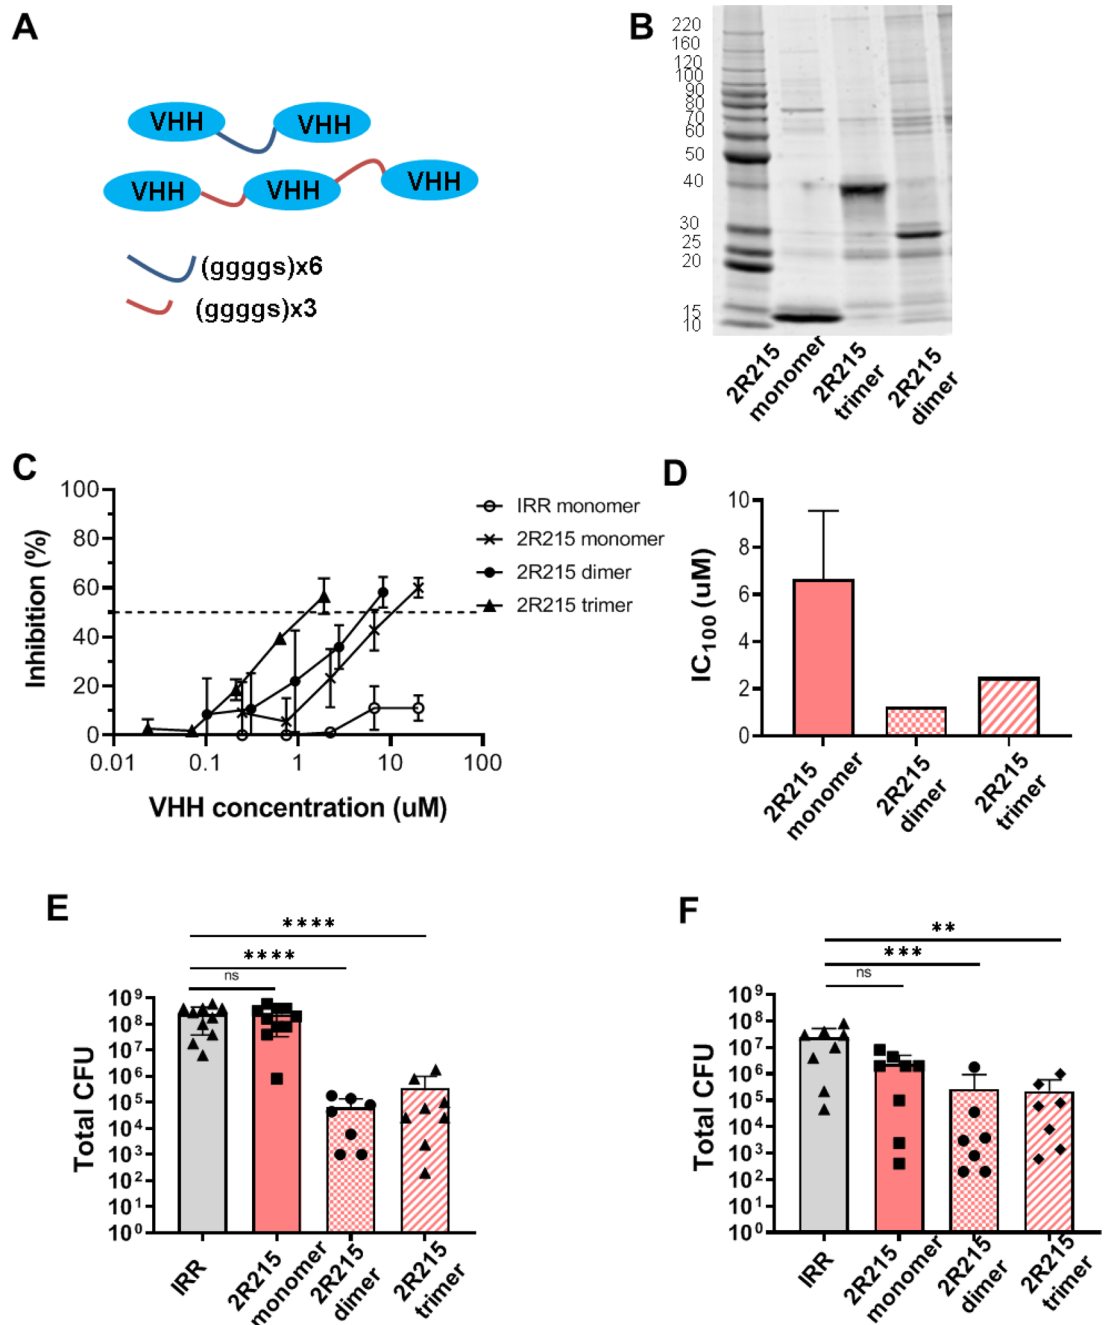 A
VHH VHH
VHH VHH VHH
(ggggs)x6
(ggggs)x3
B
220
160
120
100
90
80
70
60
50
40
30
25
20
15
10
2R215
monomer
2R215
trimer
2R215
dimer
C
100
80
60
40
20
0
0.01 0.1 1 10 100
Inhibition (%)
VHH concentration (uM)
IRR monomer
2R215 monomer
2R215 dimer
2R215 trimer
D
10
8
6
4
2
0
IC100 (uM)
2R215
monomer
2R215
dimer
2R215
trimer
E
****
****
ns
10⁹
10⁸
10⁷
10⁶
10⁵
10⁴
10³
10²
10¹
10⁰
Total CFU
IRR
2R215
monomer
2R215
dimer
2R215
trimer
F
**
***
ns
10⁹
10⁸
10⁷
10⁶
10⁵
10⁴
10³
10²
10¹
10⁰
Total CFU
IRR
2R215
monomer
2R215
dimer
2R215
trimer